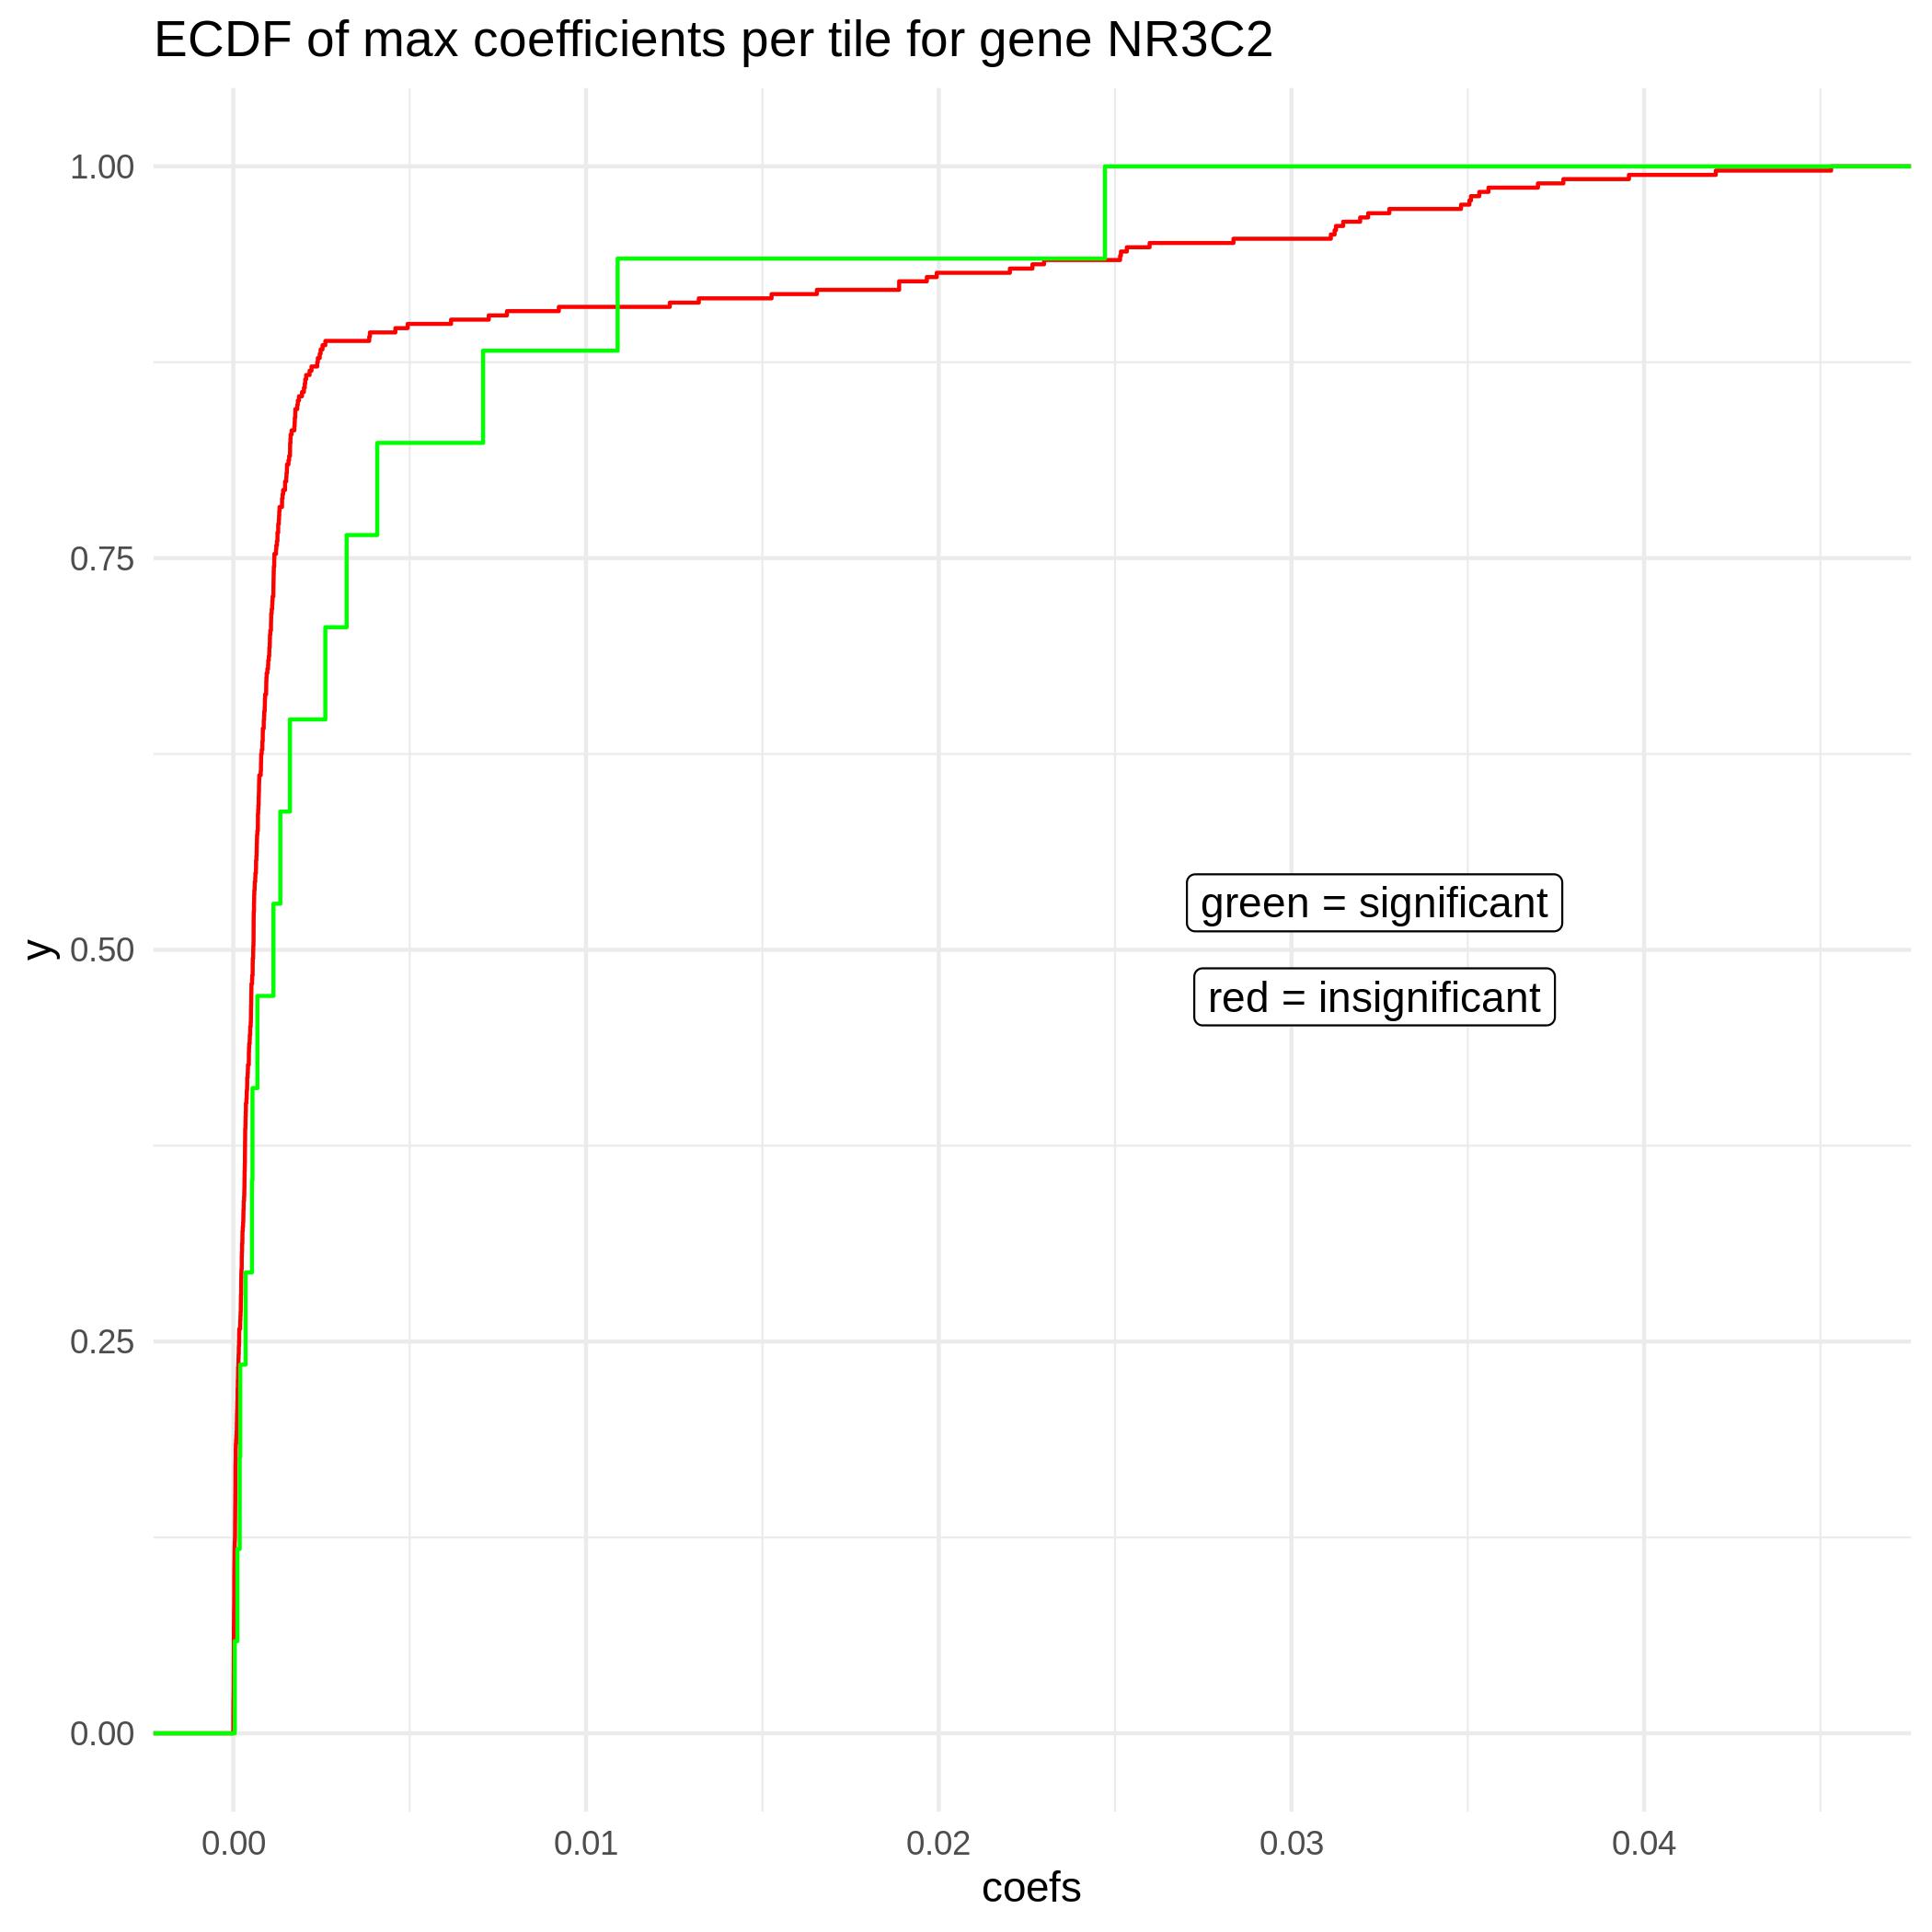 ECDF of max coefficients per tile for gene NR3C2
1.00
0.75
0.50
0.25
0.00
y
green = significant
red = insignificant
0.00 0.01 0.02 0.03 0.04
coefs